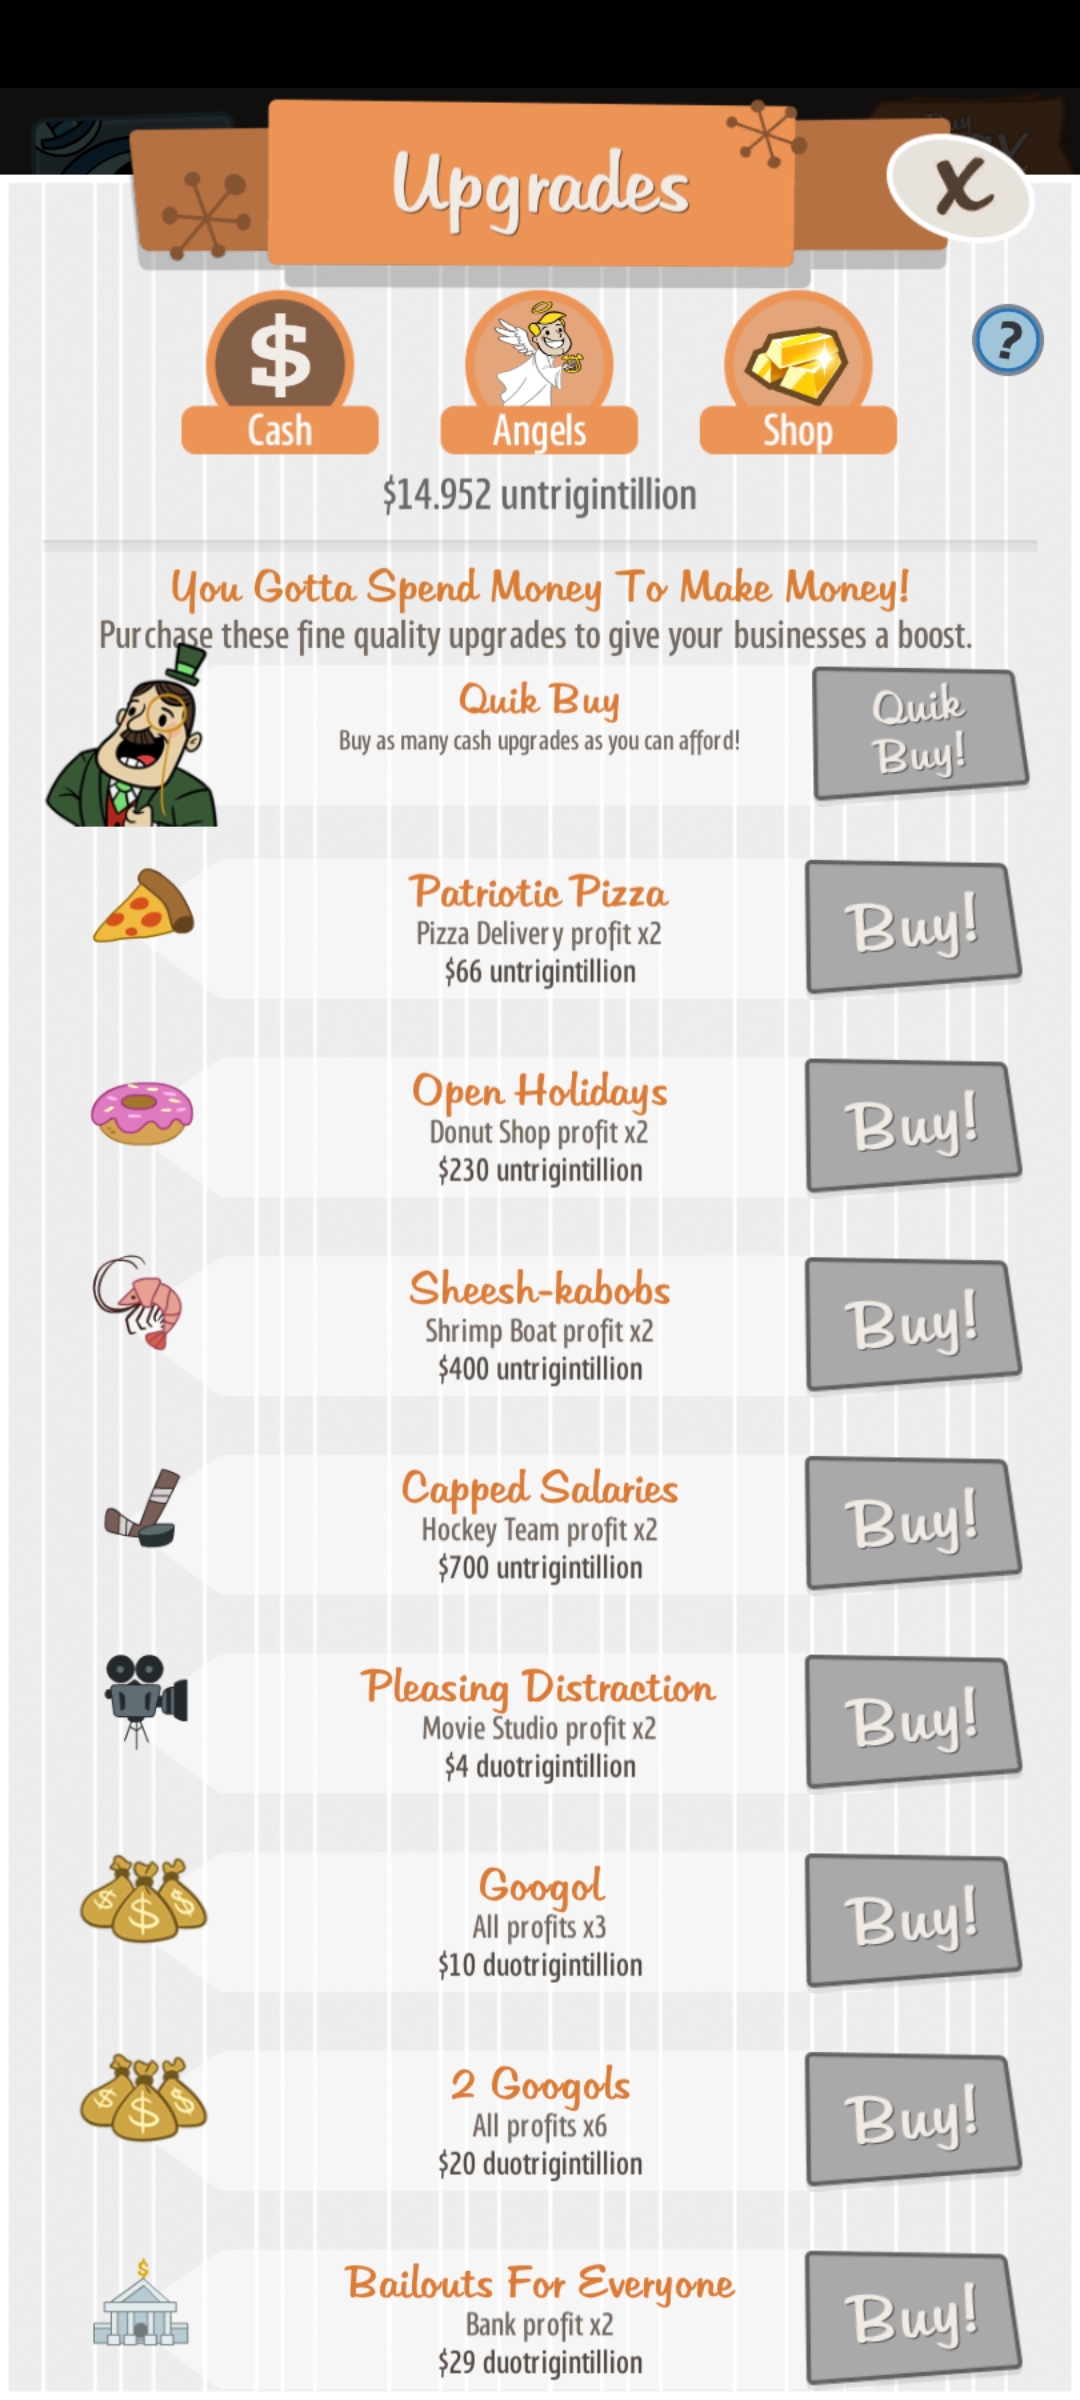 Upgrades
X
?
$
Cash
Angels
Shop
$14.952 untrigintillion
You Gotta Spend Money To Make Money!
Purchase these fine quality upgrades to give your businesses a boost.
Quik Buy
Buy as many cash upgrades as you can afford!
Quik
Buy!
Patriotic Pizza
Pizza Delivery profit x2
$66 untrigintillion
Buy!
Open Holidays
Donut Shop profit x2
$230 untrigintillion
Buy!
Sheesh-kabobs
Shrimp Boat profit x2
$400 untrigintillion
Buy!
Capped Salaries
Hockey Team profit x2
$700 untrigintillion
Buy!
Pleasing Distraction
Movie Studio profit x2
$4 duotrigintillion
Buy!
$ $ $
Googol
All profits x3
$10 duotrigintillion
Buy!
$ $ $
2 Googols
All profits x6
$20 duotrigintillion
Buy!
$
Bailouts For Everyone
Bank profit x2
$29 duotrigintillion
Buy!